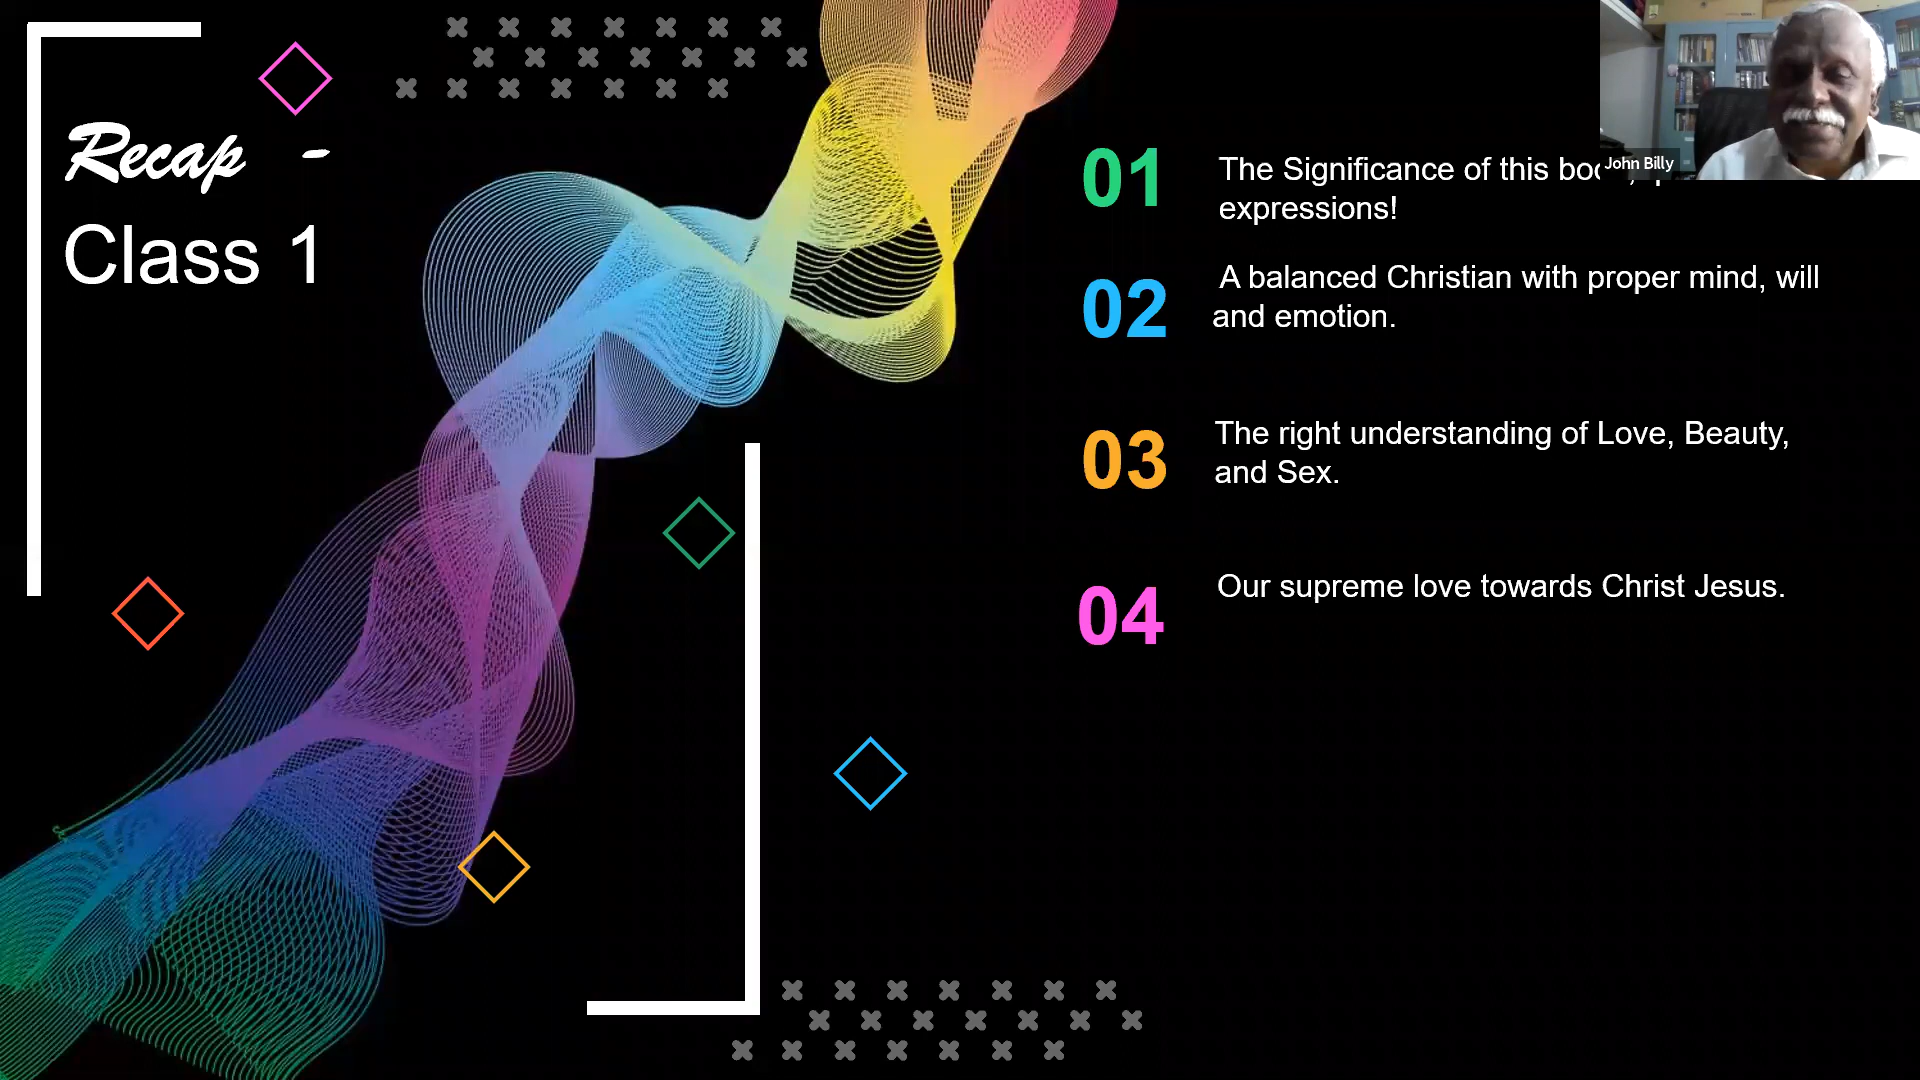 Recap -
Class 1
01
The Significance of this
expressions!
02
A balanced Christian with proper mind, will
and emotion.
03
The right understanding of Love, Beauty,
and Sex.
04
Our supreme love towards Christ Jesus.
John Billy